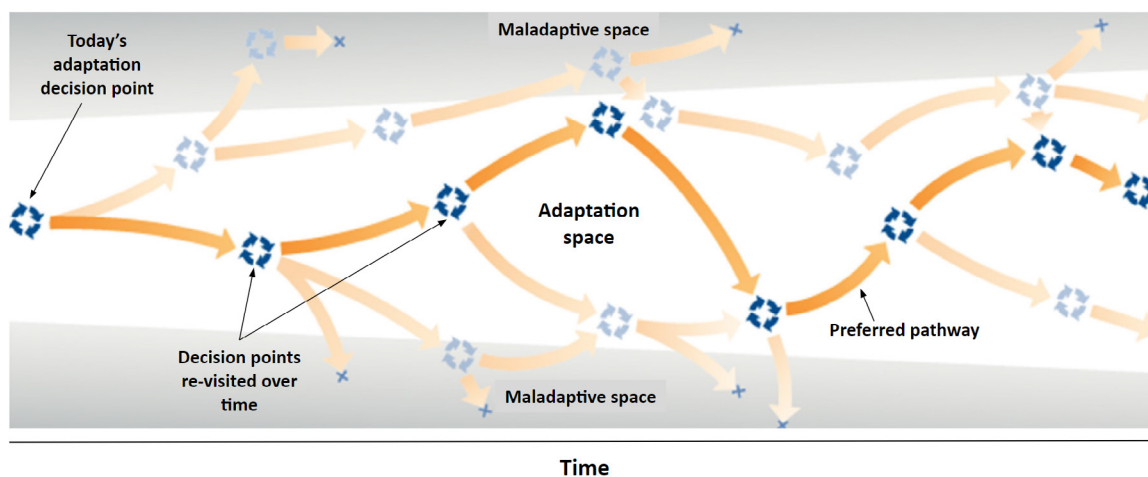 Today's
adaptation
decision point
Maladaptive space
Adaptation
space
Preferred pathway
Decision points
re-visited over
time
Maladaptive space
Time